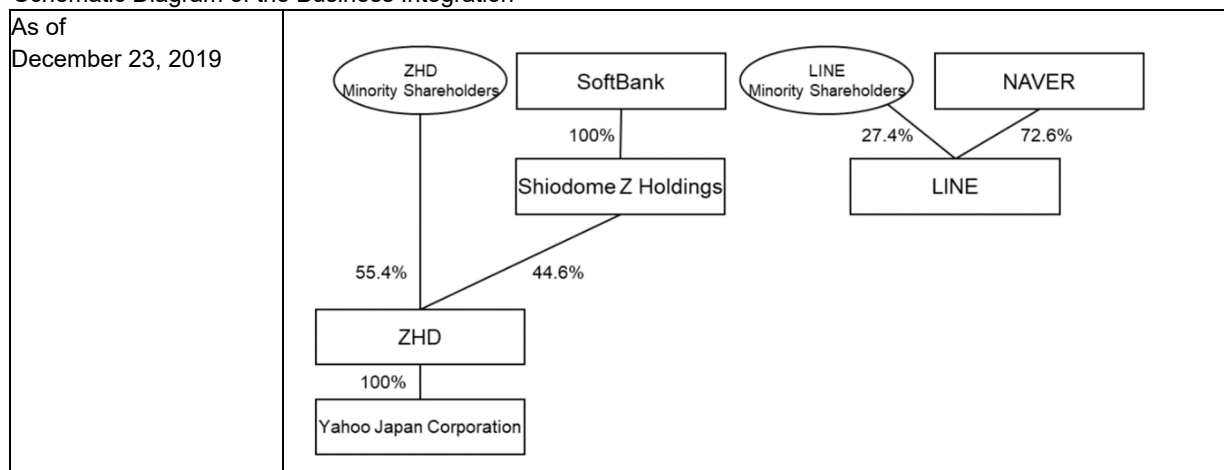 Schematic Diagram of the Business Integration
As of
December 23, 2019
ZHD
Minority Shareholders
SoftBank
LINE
Minority Shareholders
NAVER
100%
27.4%
72.6%
Shiodome Z Holdings
LINE
55.4%
44.6%
ZHD
100%
Yahoo Japan Corporation